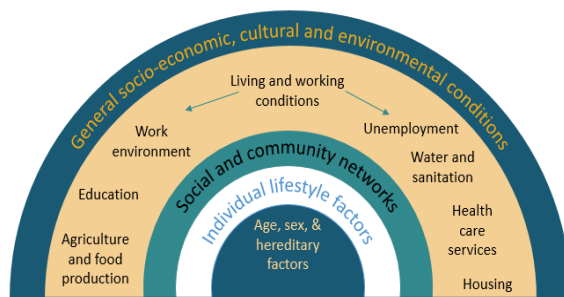 General socio-economic, cultural and environmental conditions
Living and working
conditions
Work
environment
Unemployment
Water and
sanitation
Education
Health
care
services
Agriculture
and food
production
Housing
Social and community networks
Individual lifestyle factors
Age, sex, &
hereditary
factors